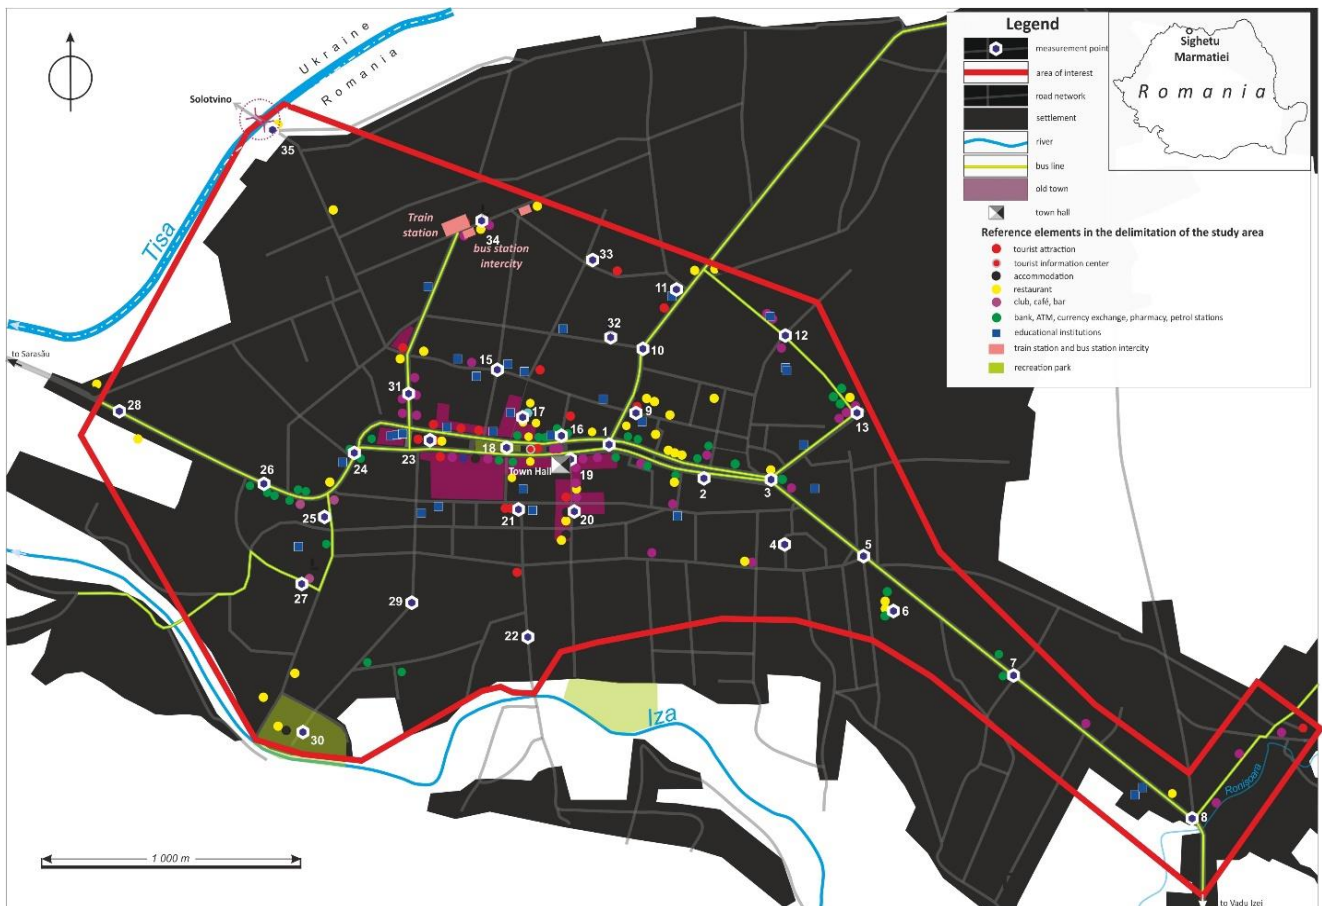 Legend
measurement point
area of interest
road network
settlement
river
bus line
old town
town hall
Reference elements in the delimitation of the study area
tourist attraction
tourist information center
accommodation
restaurant
club, café, bar
bank, ATM, currency exchange, pharmacy, petrol stations
educational institutions
train station and bus station intercity
recreation park
Sighetu
Marmatiei
Romania
Ukraine
Romania
Solotvino
35
Tisa
Train
station
34
bus station
intercity
33
11
to Sarasău
32
10
12
15
28
31
17
9
13
16
1
18
23
24
Town Hall
19
26
2
3
25
21
20
4
5
27
29
6
22
7
Iza
30
Ronişoara
8
1 000 m
to Vadu Izei